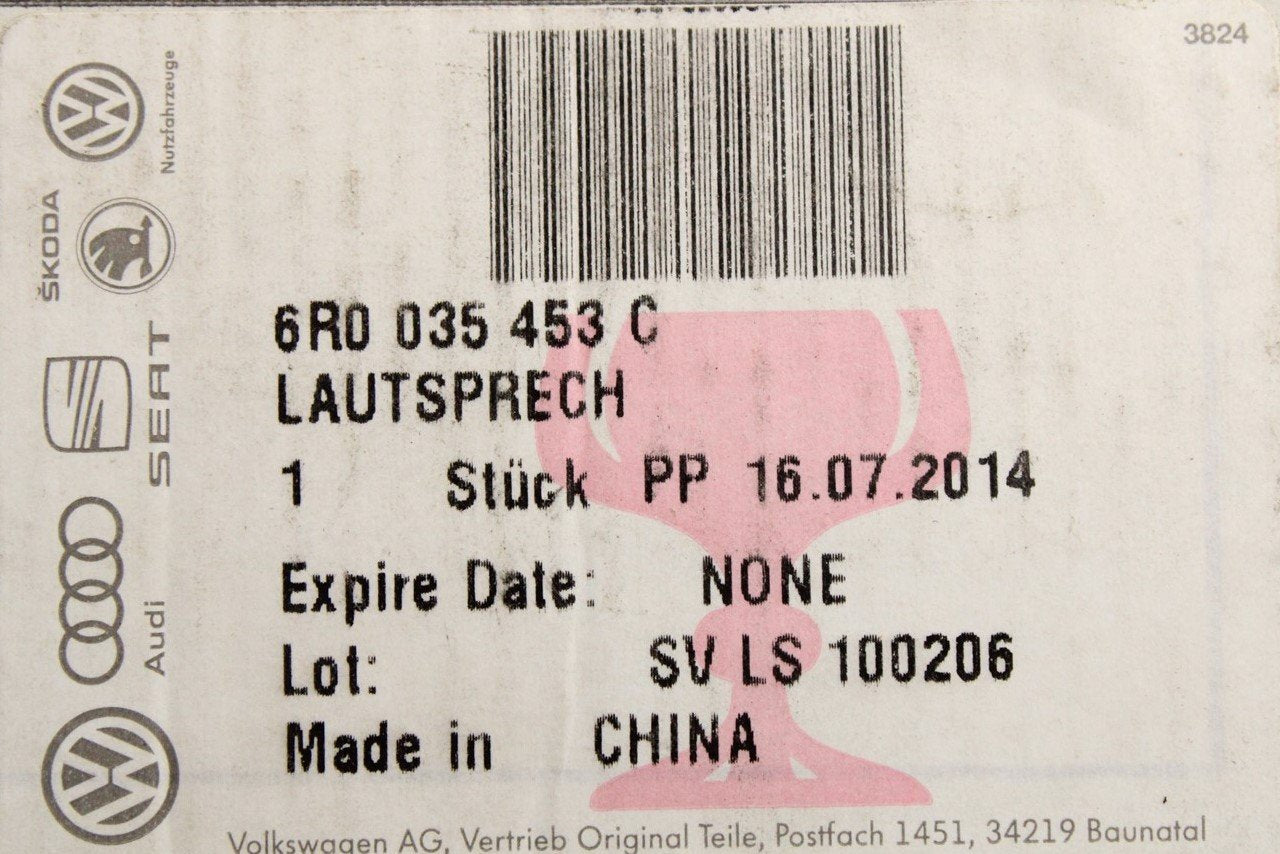 3824
Nutzfahrzeuge
ŠKODA
SEAT
Audi
6R0 035 453 C
LAUTSPRECH
1 Stück PP 16.07.2014
Expire Date: NONE
Lot: SV LS 100206
Made in CHINA
Volkswagen AG, Vertrieb Original Teile, Postfach 1451, 34219 Baunatal